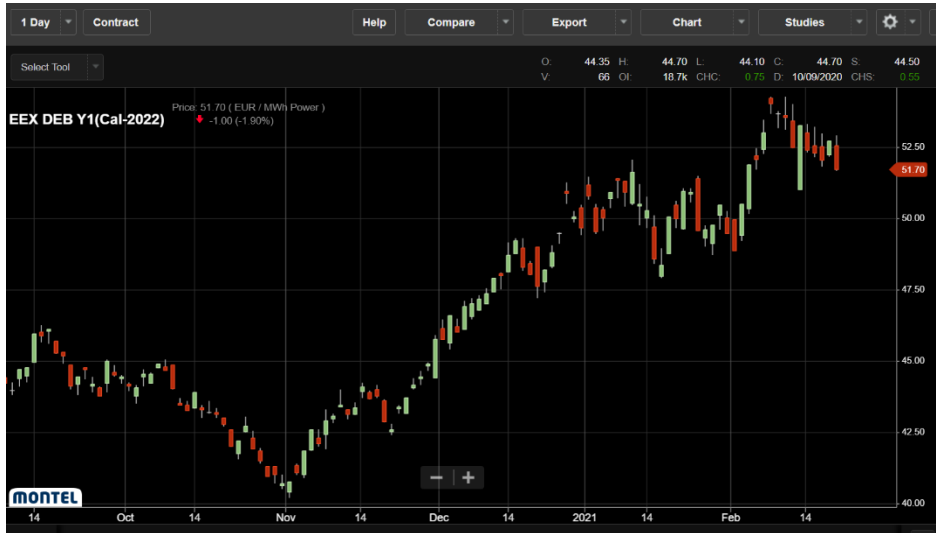 1 Day Contract Help Compare Export Chart Studies
Select Tool O: 44.35 H: 44.70 L: 44.10 C: 44.70 S: 44.50
V: 66 OI: 18.7k CHC: 0.75 D: 10/09/2020 CHS: 0.55
Price: 51.70 ( EUR / MWh Power )
EEX DEB Y1(Cal-2022) -1.00 (-1.90%)
52.50
51.70
50.00
47.50
45.00
42.50
− +
MONTEL
40.00
14 Oct 14 Nov 14 Dec 14 2021 14 Feb 14